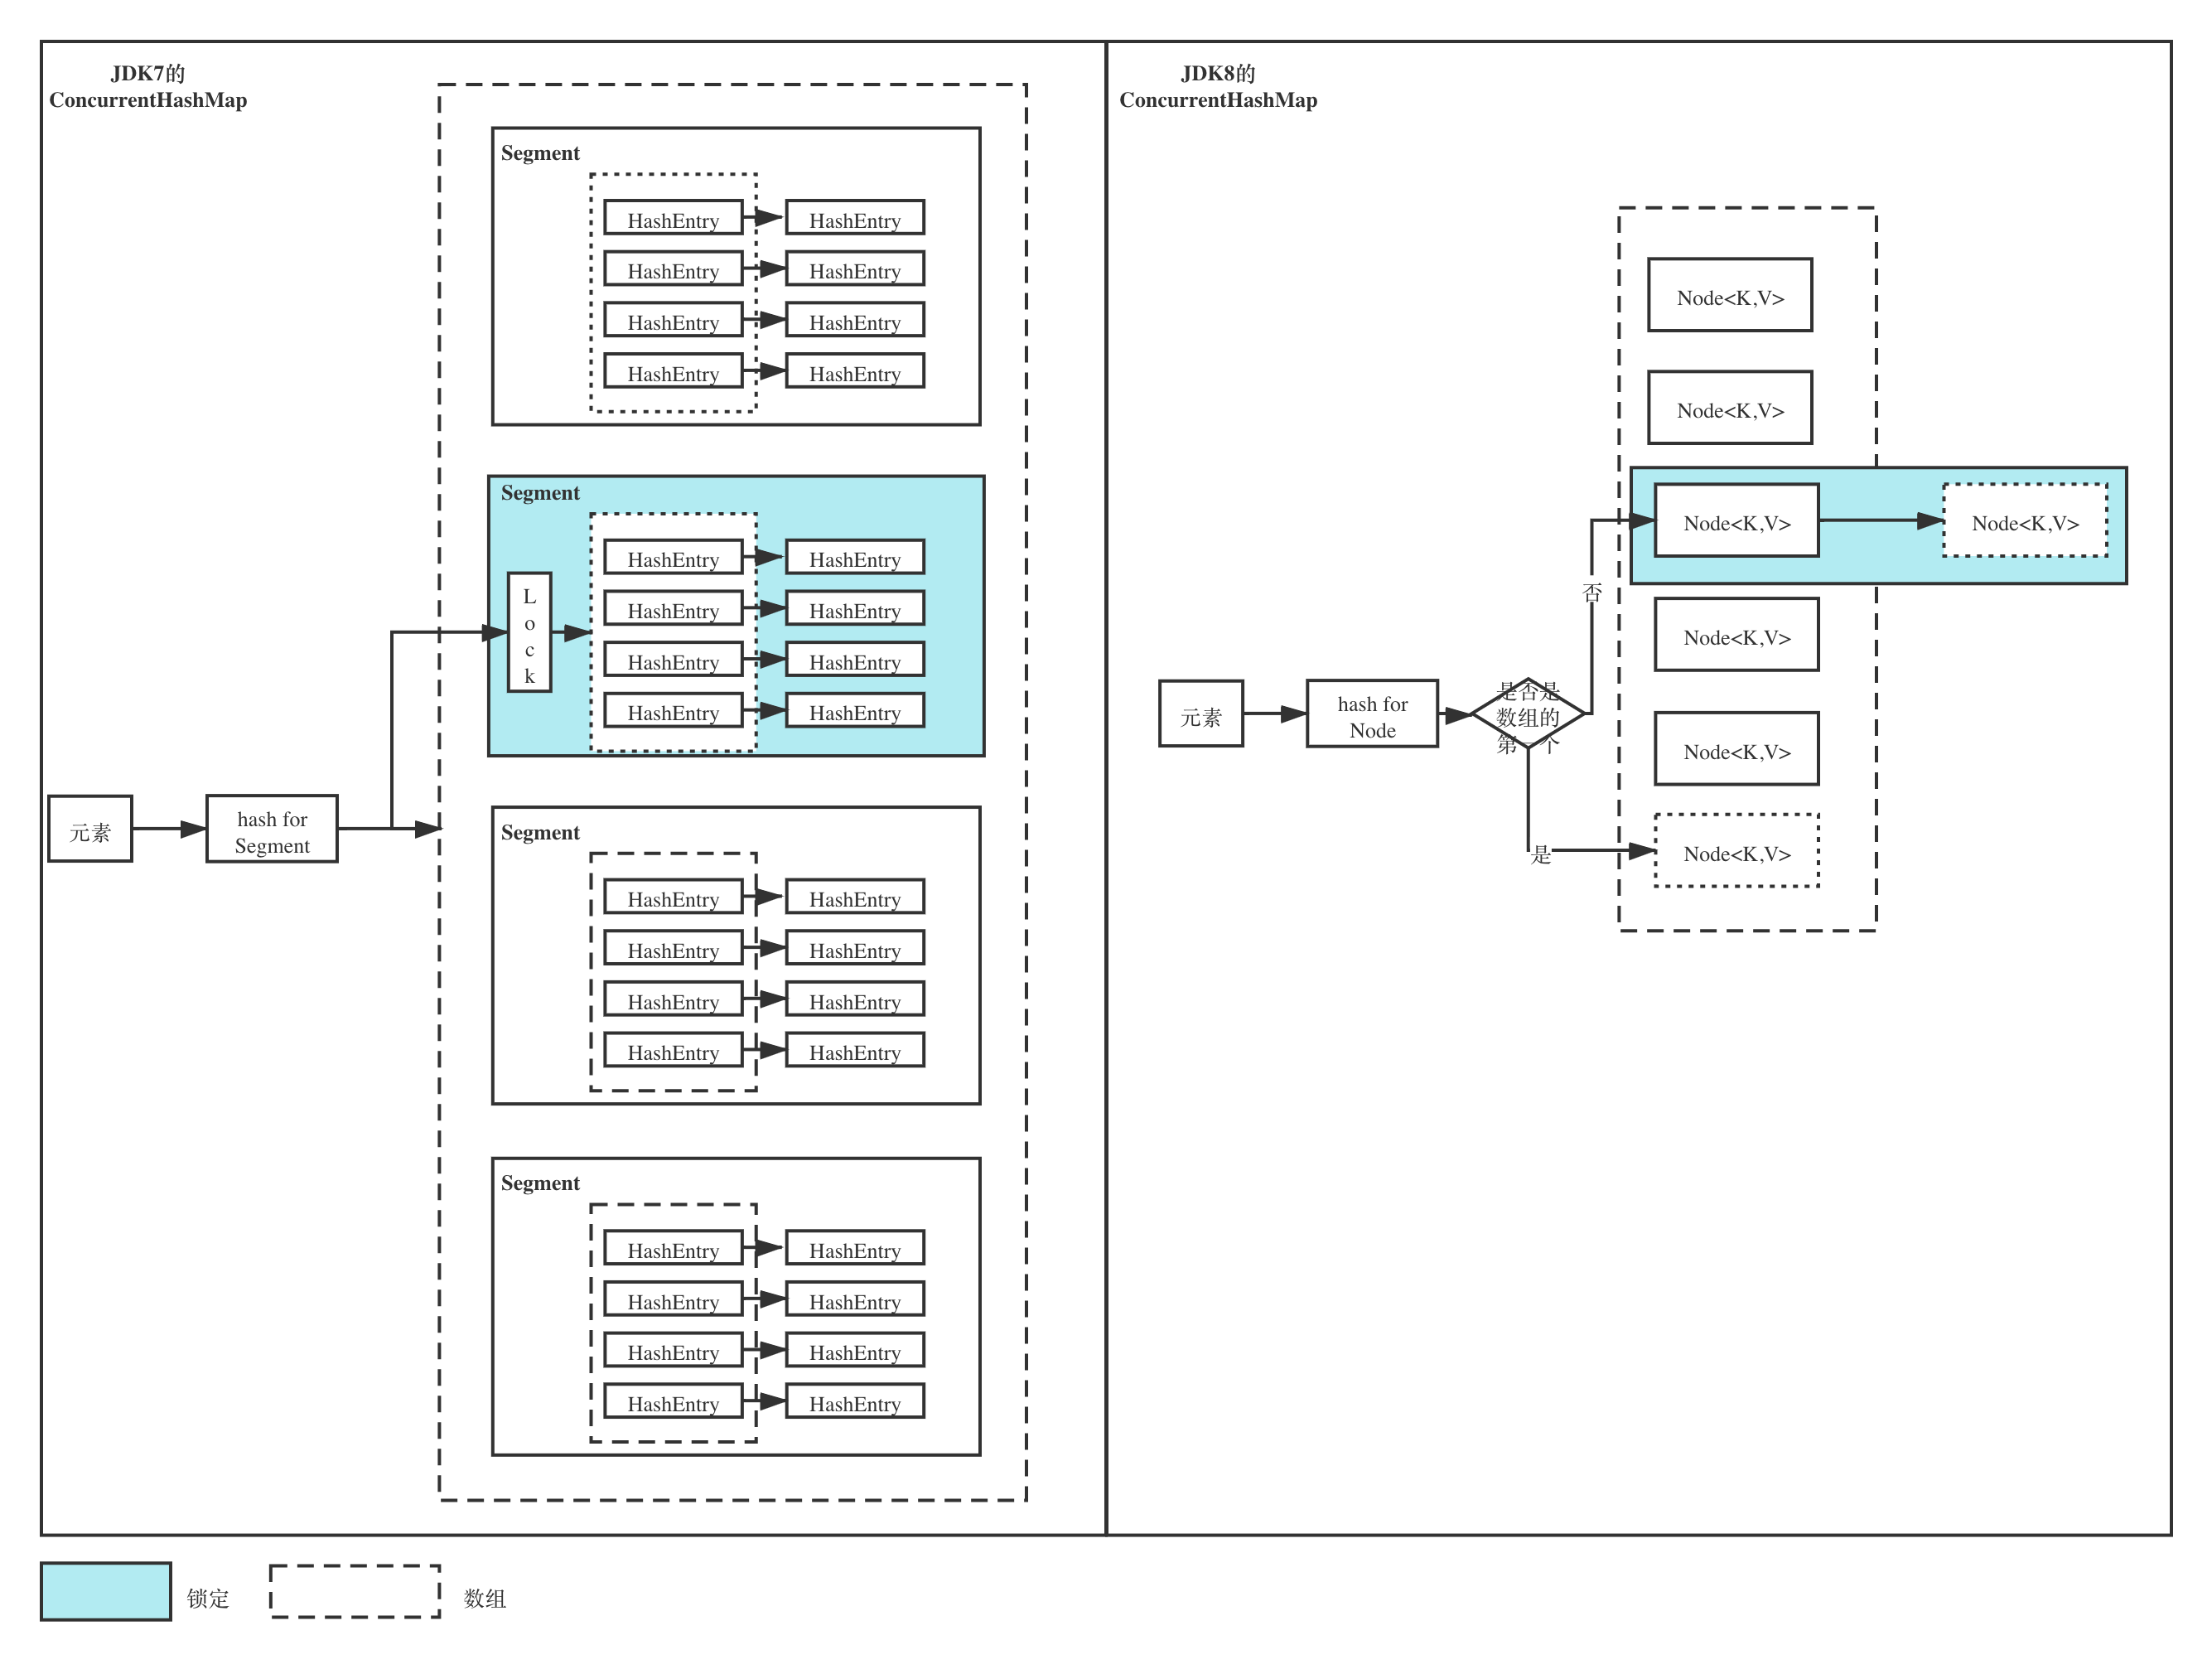 JDK7的
ConcurrentHashMap
Segment
HashEntry HashEntry
HashEntry HashEntry
HashEntry HashEntry
HashEntry HashEntry
Segment
L
o
c
k
HashEntry HashEntry
HashEntry HashEntry
HashEntry HashEntry
HashEntry HashEntry
元素
hash for
Segment
Segment
HashEntry HashEntry
HashEntry HashEntry
HashEntry HashEntry
HashEntry HashEntry
Segment
HashEntry HashEntry
HashEntry HashEntry
HashEntry HashEntry
HashEntry HashEntry
JDK8的
ConcurrentHashMap
Node<K,V>
Node<K,V>
Node<K,V> Node<K,V>
否
Node<K,V>
元素
hash for
Node
是否是
数组的
第一个
Node<K,V>
是
Node<K,V>
锁定
数组